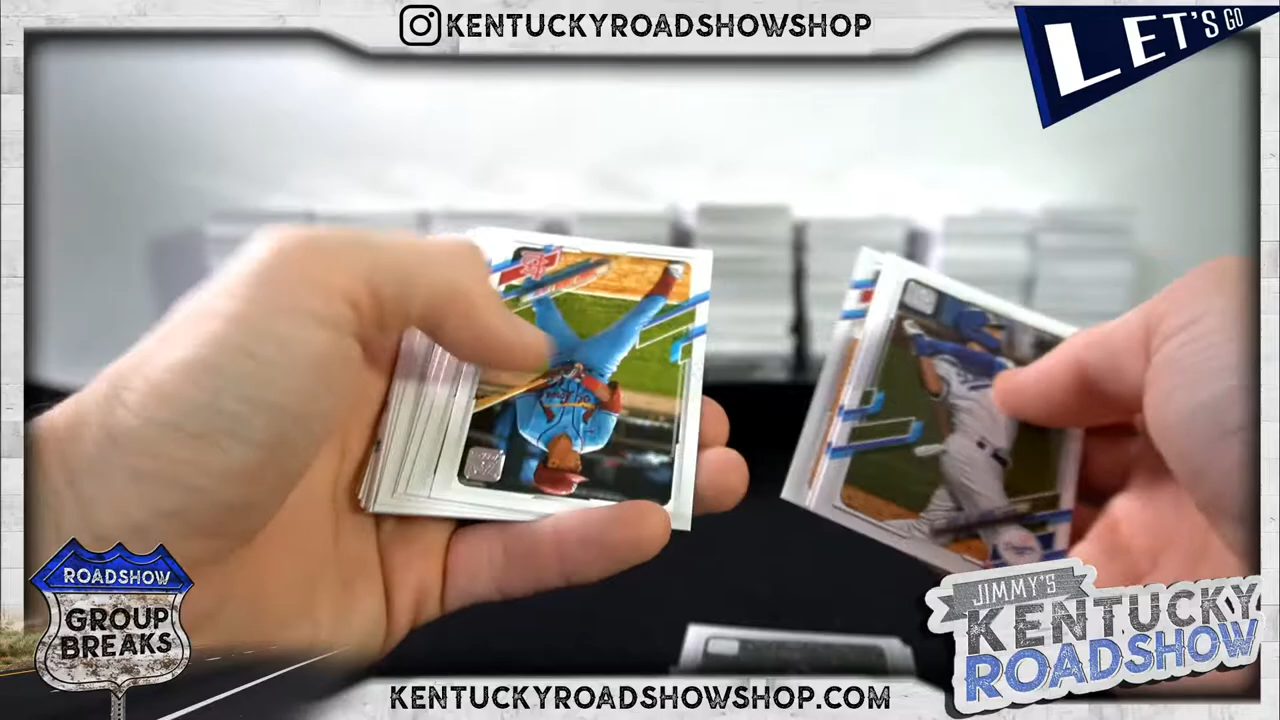 KENTUCKYROADSHOWSHOP
LET'S GO
ROADSHOW
GROUP
BREAKS
JIMMY'S
KENTUCKY
ROADSHOW
KENTUCKYROADSHOWSHOP.COM